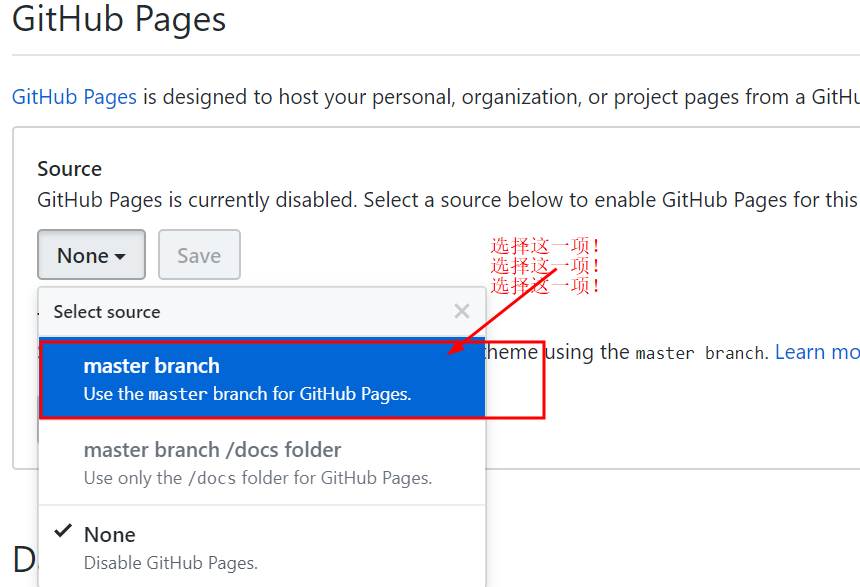 GitHub Pages
GitHub Pages is designed to host your personal, organization, or project pages from a GitHu
Source
GitHub Pages is currently disabled. Select a source below to enable GitHub Pages for this
None
Save
选择这一项！
选择这一项！
选择这一项！
Select source
master branch
Use the master branch for GitHub Pages.
heme using the master branch. Learn mo
master branch /docs folder
Use only the /docs folder for GitHub Pages.
None
Disable GitHub Pages.
D